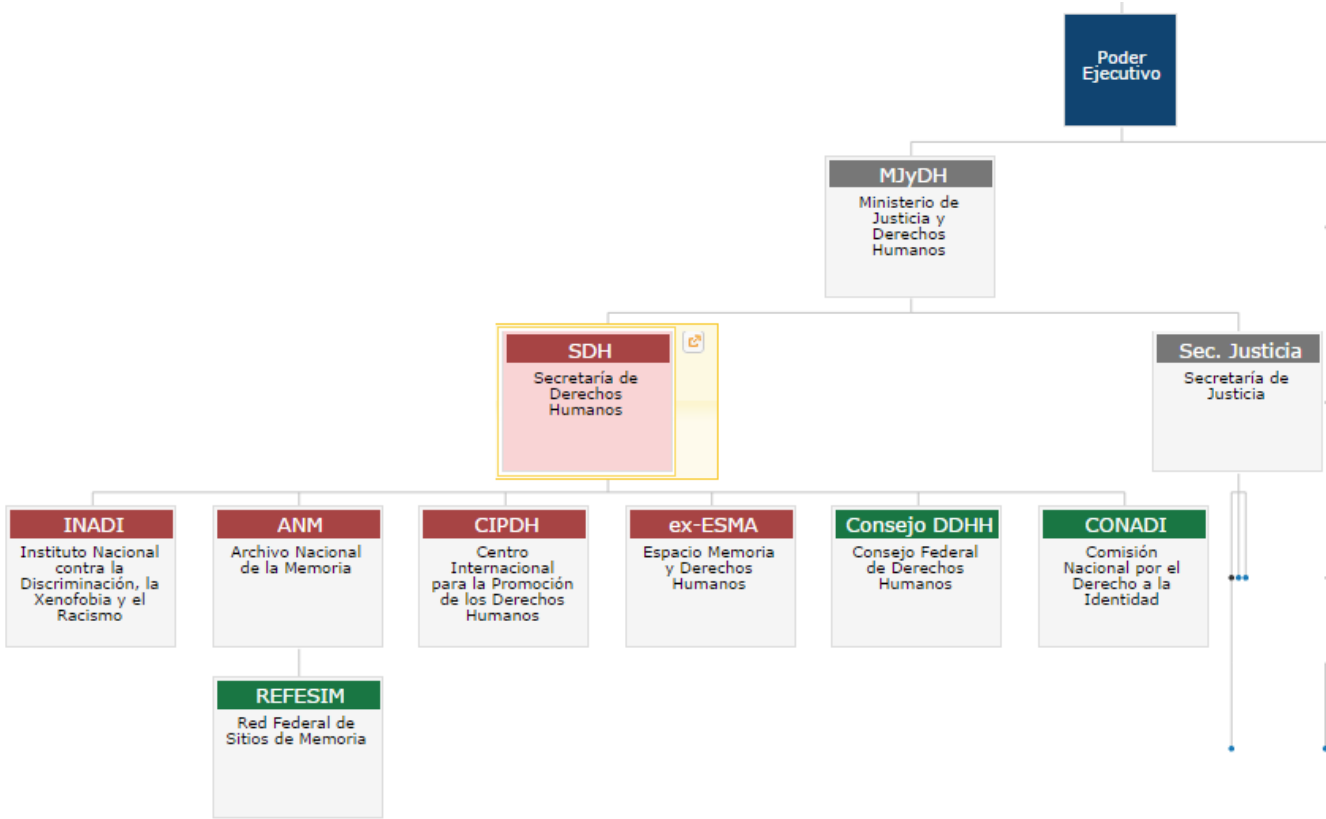 Poder
Ejecutivo
MJyDH
Ministerio de
Justicia y
Derechos
Humanos
SDH
Secretaría de
Derechos
Humanos
Sec. Justicia
Secretaría de
Justicia
INADI
Instituto Nacional
contra la
Discriminación, la
Xenofobia y el
Racismo
ANM
Archivo Nacional
de la Memoria
CIPDH
Centro
Internacional
para la Promoción
de los Derechos
Humanos
ex-ESMA
Espacio Memoria
y Derechos
Humanos
Consejo DDHH
Consejo Federal
de Derechos
Humanos
CONADI
Comisión
Nacional por el
Derecho a la
Identidad
REFESIM
Red Federal de
Sitios de Memoria